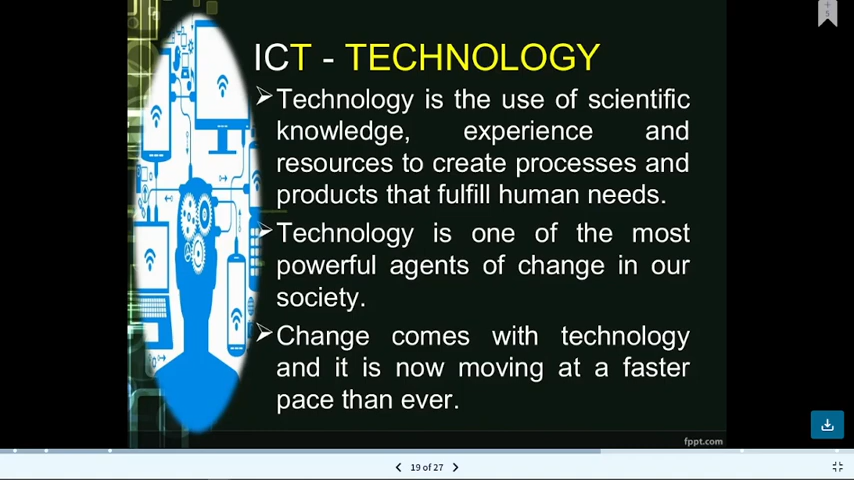 ICT - TECHNOLOGY
➢Technology is the use of scientific
knowledge, experience and
resources to create processes and
products that fulfill human needs.
➢Technology is one of the most
powerful agents of change in our
society.
➢Change comes with technology
and it is now moving at a faster
pace than ever.
fppt.com
19 of 27
5